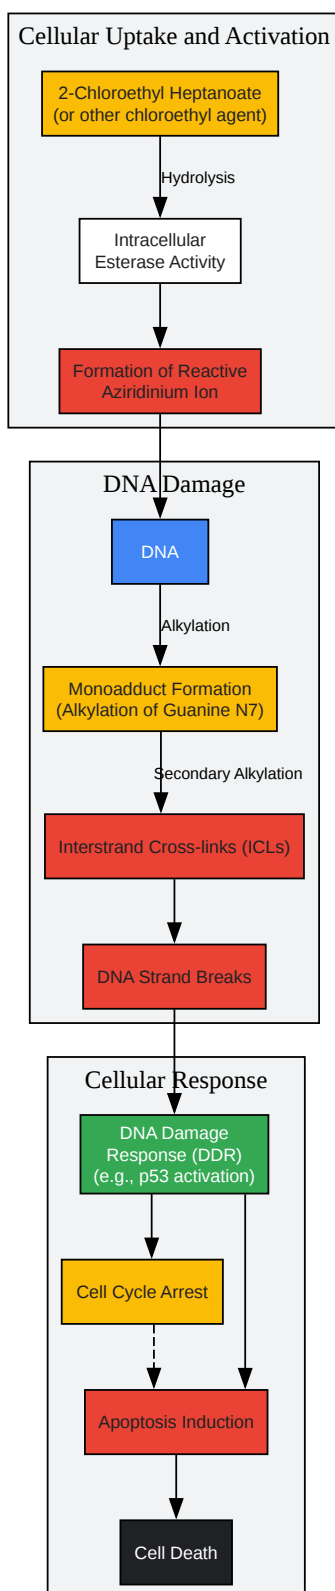 Cellular Uptake and Activation
2-Chloroethyl Heptanoate
(or other chloroethyl agent)
Hydrolysis
Intracellular
Esterase Activity
Formation of Reactive
Aziridinium Ion
DNA Damage
DNA
Alkylation
Monoadduct Formation
(Alkylation of Guanine N7)
Secondary Alkylation
Interstrand Cross-links (ICLs)
DNA Strand Breaks
Cellular Response
DNA Damage
Response (DDR)
(e.g., p53 activation)
Cell Cycle Arrest
Apoptosis Induction
Cell Death